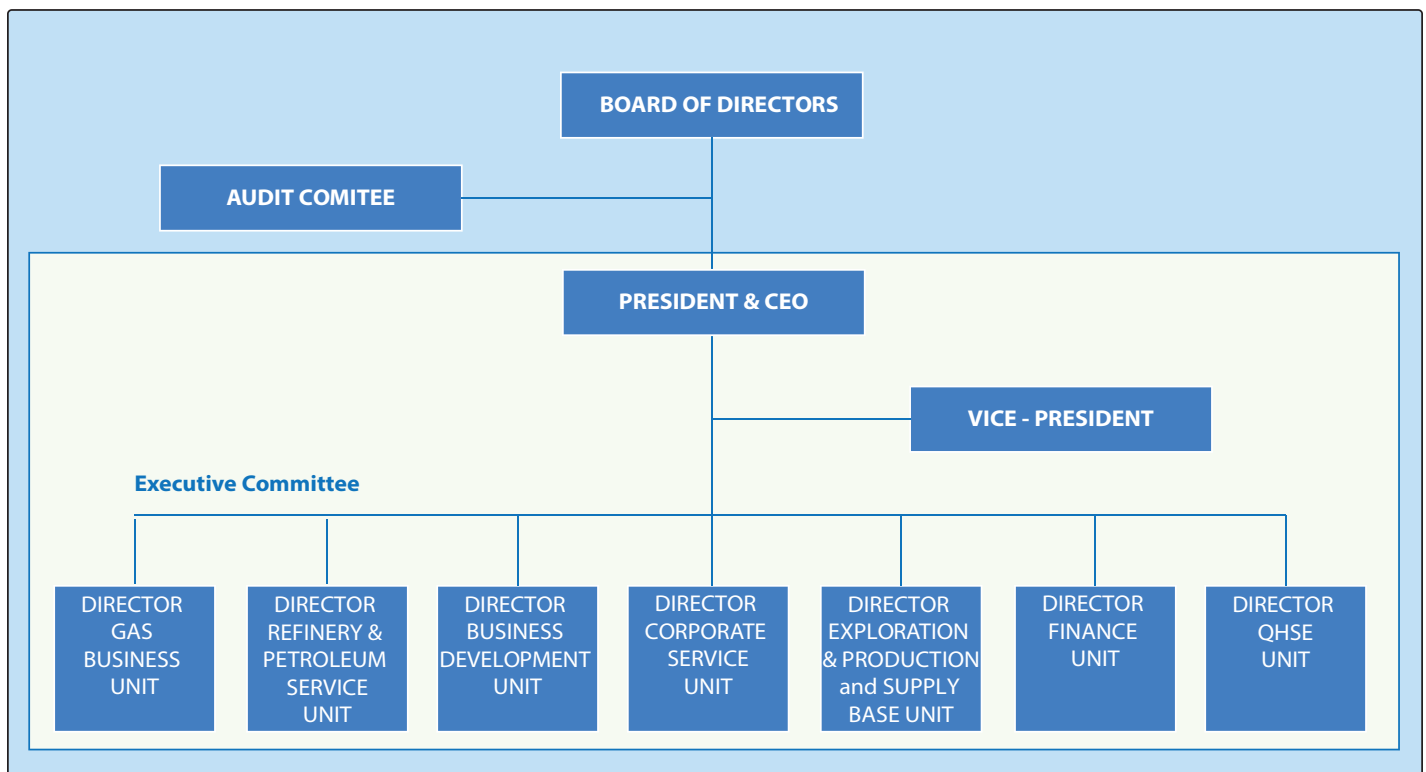 BOARD OF DIRECTORS
AUDIT COMITEE
PRESIDENT & CEO
VICE - PRESIDENT
Executive Committee
DIRECTOR
GAS
BUSINESS
UNIT
DIRECTOR
REFINERY &
PETROLEUM
SERVICE
UNIT
DIRECTOR
BUSINESS
DEVELOPMENT
UNIT
DIRECTOR
CORPORATE
SERVICE
UNIT
DIRECTOR
EXPLORATION
& PRODUCTION
and SUPPLY
BASE UNIT
DIRECTOR
FINANCE
UNIT
DIRECTOR
QHSE
UNIT